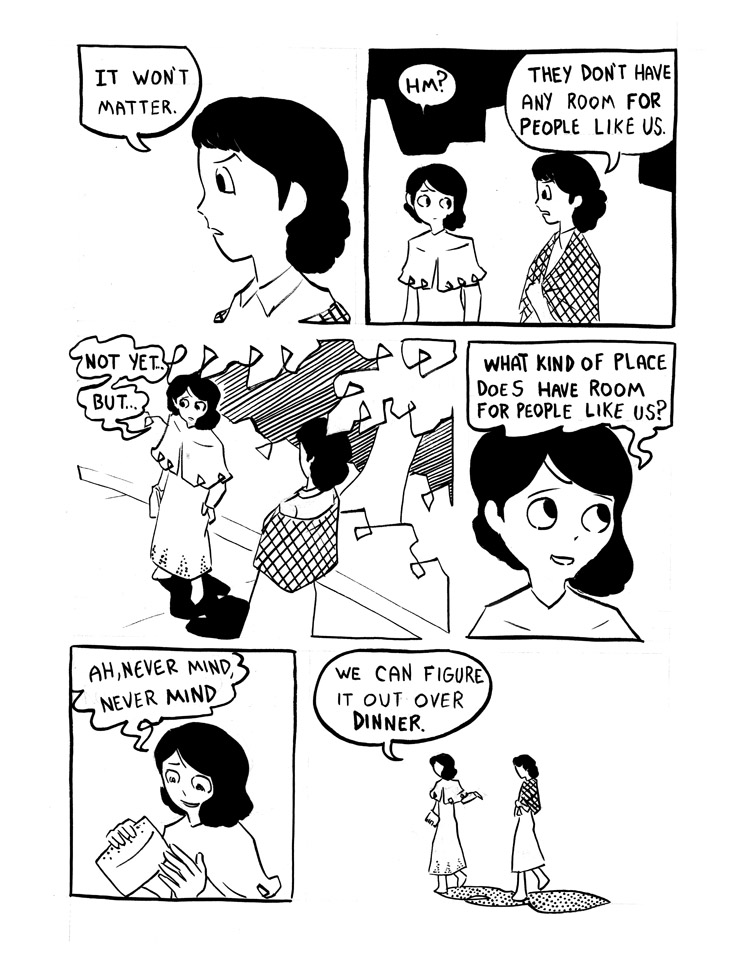 IT WON'T
MATTER.
HM?
THEY DON'T HAVE
ANY ROOM FOR
PEOPLE LIKE US.
NOT YET..
BUT...
WHAT KIND OF PLACE
DOES HAVE ROOM
FOR PEOPLE LIKE US?
AH, NEVER MIND,
NEVER MIND
WE CAN FIGURE
IT OUT OVER
DINNER.